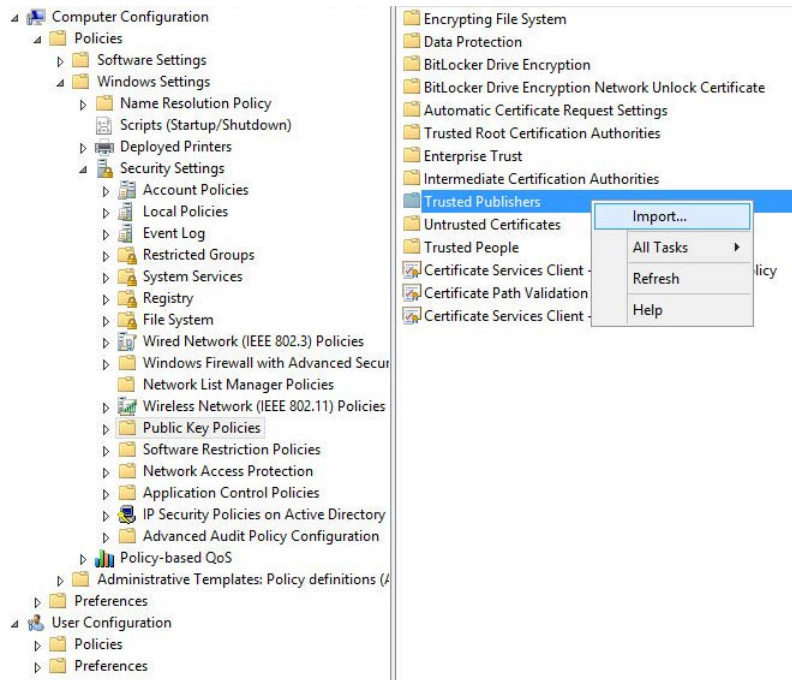 Computer Configuration
Policies
Software Settings
Windows Settings
Name Resolution Policy
Scripts (Startup/Shutdown)
Deployed Printers
Security Settings
Account Policies
Local Policies
Event Log
Restricted Groups
System Services
Registry
File System
Wired Network (IEEE 802.3) Policies
Windows Firewall with Advanced Secur
Network List Manager Policies
Wireless Network (IEEE 802.11) Policies
Public Key Policies
Software Restriction Policies
Network Access Protection
Application Control Policies
IP Security Policies on Active Directory
Advanced Audit Policy Configuration
Policy-based QoS
Administrative Templates: Policy definitions (A
Preferences
User Configuration
Policies
Preferences
Encrypting File System
Data Protection
BitLocker Drive Encryption
BitLocker Drive Encryption Network Unlock Certificate
Automatic Certificate Request Settings
Trusted Root Certification Authorities
Enterprise Trust
Intermediate Certification Authorities
Trusted Publishers
Untrusted Certificates
Trusted People
Certificate Services Client - licy
Certificate Path Validation
Certificate Services Client -
Import...
All Tasks
Refresh
Help